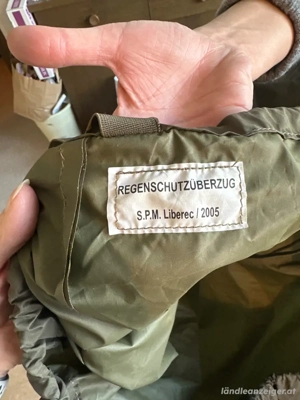 REGENSCHUTZÜBERZUG
S.P.M. Liberec / 2005
ländleanzeiger.at